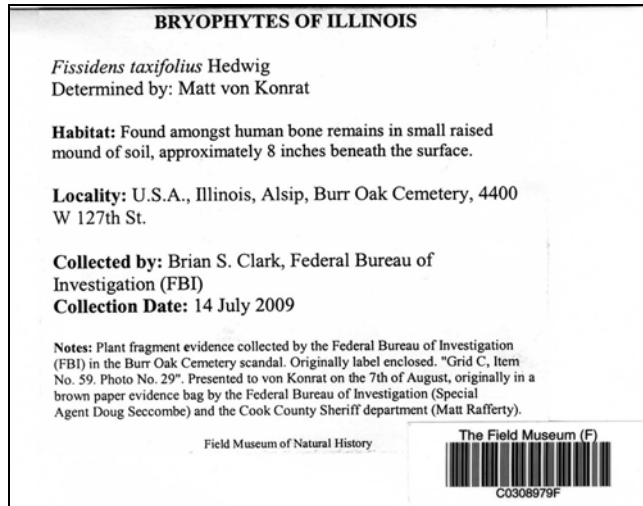 BRYOPHYTES OF ILLINOIS
Fissidens taxifolius Hedwig
Determined by: Matt von Konrat
Habitat: Found amongst human bone remains in small raised
mound of soil, approximately 8 inches beneath the surface.
Locality: U.S.A., Illinois, Alsip, Burr Oak Cemetery, 4400
W 127th St.
Collected by: Brian S. Clark, Federal Bureau of
Investigation (FBI)
Collection Date: 14 July 2009
Notes: Plant fragment evidence collected by the Federal Bureau of Investigation
(FBI) in the Burr Oak Cemetery scandal. Originally label enclosed. "Grid C, Item
No. 59. Photo No. 29". Presented to von Konrat on the 7th of August, originally in a
brown paper evidence bag by the Federal Bureau of Investigation (Special
Agent Doug Seccombe) and the Cook County Sheriff department (Matt Rafferty).
Field Museum of Natural History
The Field Museum (F)
C0308979F